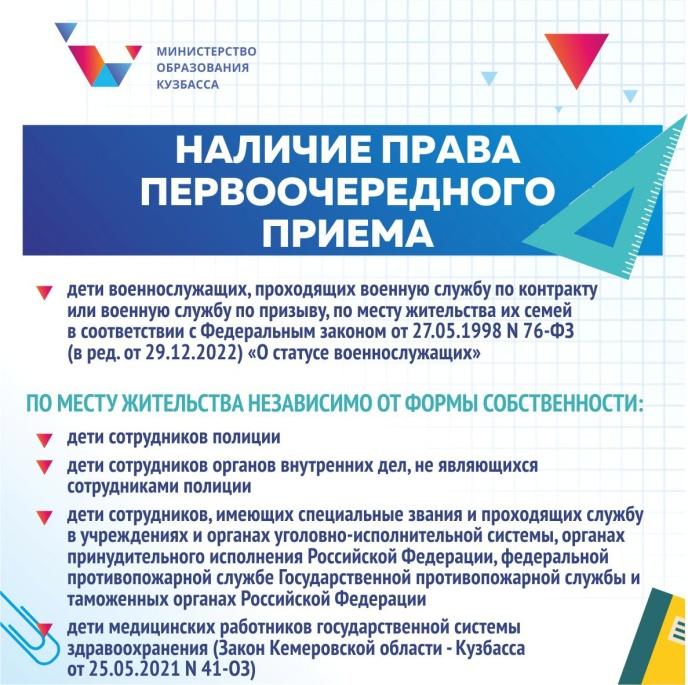 МИНИСТЕРСТВО
ОБРАЗОВАНИЯ
КУЗБАССА
НАЛИЧИЕ ПРАВА
ПЕРВООЧЕРЕДНОГО
ПРИЕМА
дети военнослужащих, проходящих военную службу по контракту
или военную службу по призыву, по месту жительства их семей
в соответствии с Федеральным законом от 27.05.1998 N 76-ФЗ
(в ред. от 29.12.2022) «О статусе военнослужащих»
ПО МЕСТУ ЖИТЕЛЬСТВА НЕЗАВИСИМО ОТ ФОРМЫ СОБСТВЕННОСТИ:
дети сотрудников полиции
дети сотрудников органов внутренних дел, не являющихся
сотрудниками полиции
дети сотрудников, имеющих специальные звания и проходящих службу
в учреждениях и органах уголовно-исполнительной системы, органах
принудительного исполнения Российской Федерации, федеральной
противопожарной службе Государственной противопожарной службы и
таможенных органах Российской Федерации
дети медицинских работников государственной системы
здравоохранения (Закон Кемеровской области - Кузбасса
от 25.05.2021 N 41-ОЗ)